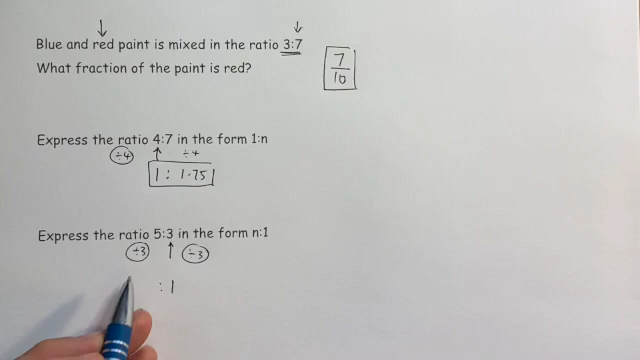 Blue and red paint is mixed in the ratio 3:7
What fraction of the paint is red?
7
10
Express the ratio 4:7 in the form 1:n
÷4 ÷4
1 : 1.75
Express the ratio 5:3 in the form n:1
÷3 ÷3
: 1